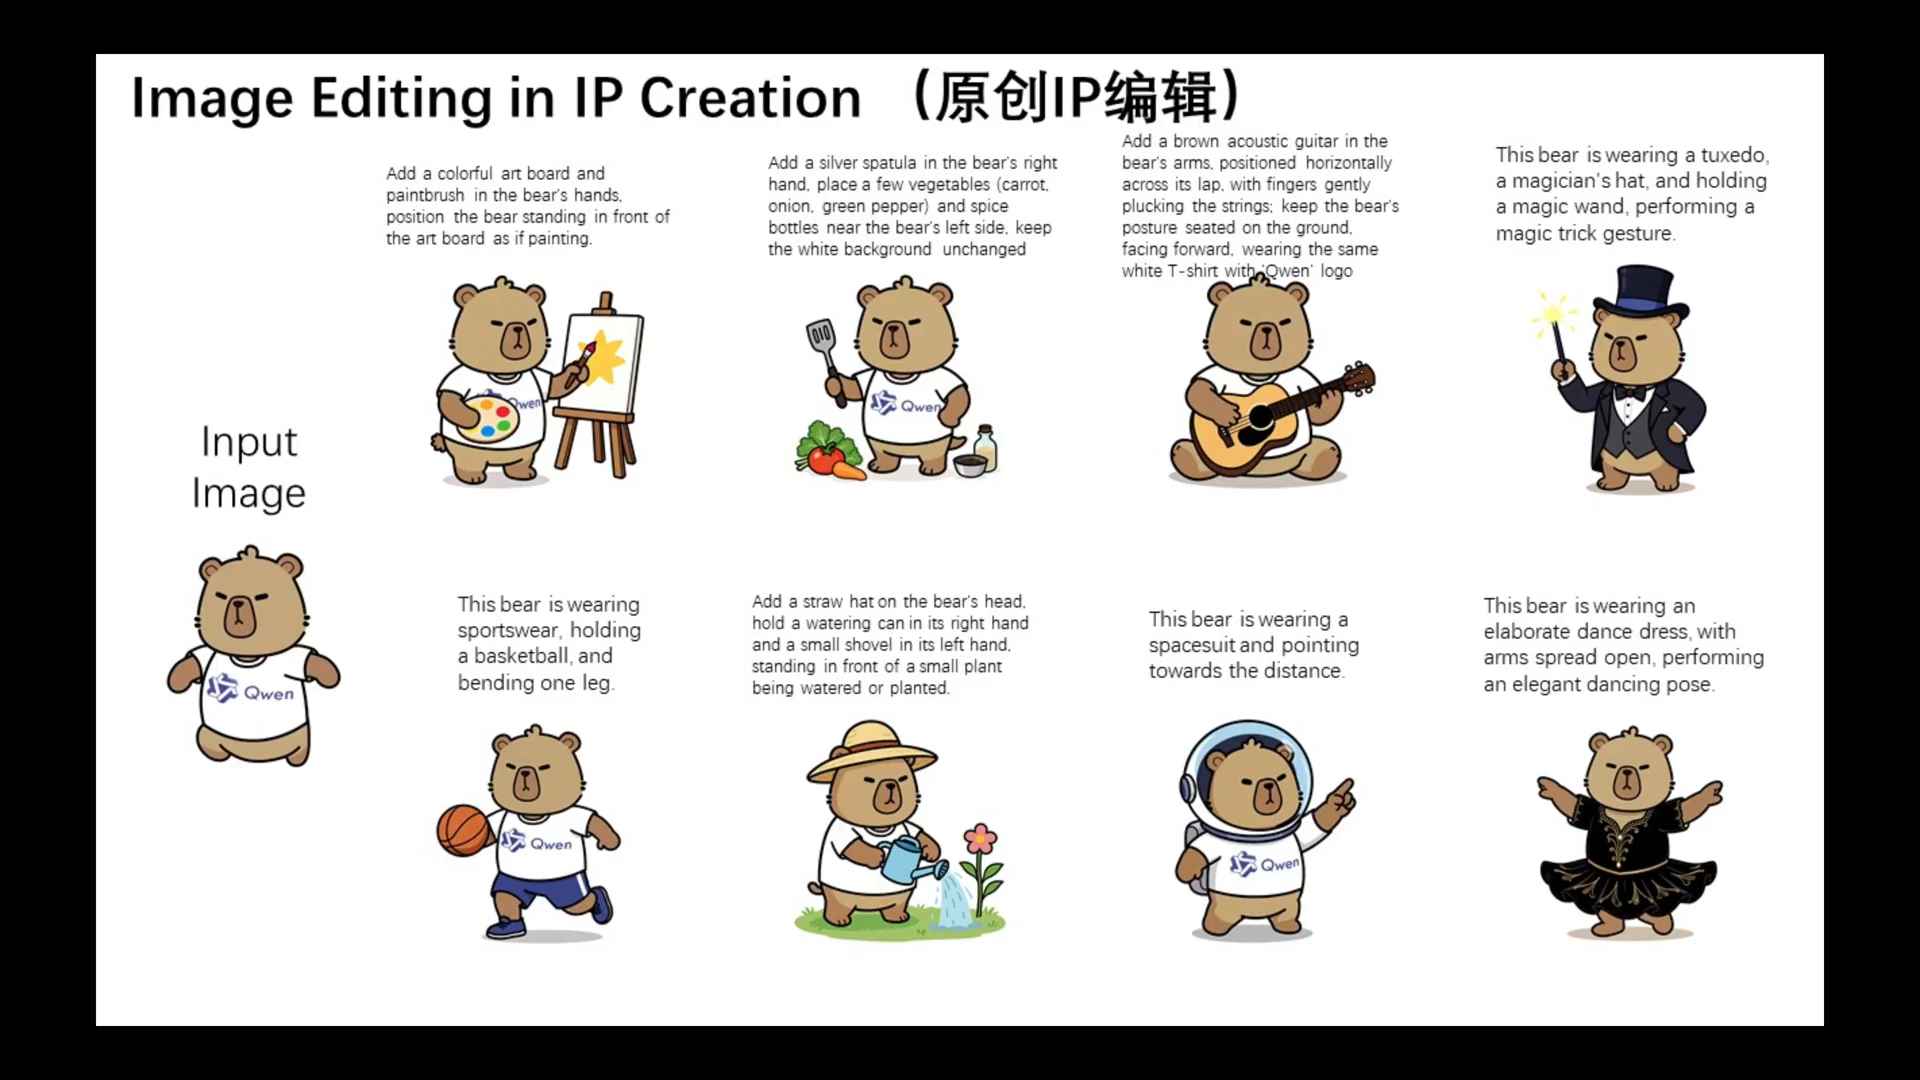 Image Editing in IP Creation （原创IP编辑）
Add a colorful art board and
paintbrush in the bear's hands,
position the bear standing in front of
the art board as if painting.
Add a silver spatula in the bear's right
hand, place a few vegetables (carrot,
onion, green pepper) and spice
bottles near the bear's left side, keep
the white background unchanged
Add a brown acoustic guitar in the
bear's arms, positioned horizontally
across its lap, with fingers gently
plucking the strings; keep the bear's
posture seated on the ground,
facing forward, wearing the same
white T-shirt with 'Qwen' logo
This bear is wearing a tuxedo,
a magician's hat, and holding
a magic wand, performing a
magic trick gesture.
Qwen
Qwen
Input
Image
Qwen
This bear is wearing
sportswear, holding
a basketball, and
bending one leg.
Add a straw hat on the bear's head,
hold a watering can in its right hand
and a small shovel in its left hand,
standing in front of a small plant
being watered or planted.
This bear is wearing a
spacesuit and pointing
towards the distance.
This bear is wearing an
elaborate dance dress, with
arms spread open, performing
an elegant dancing pose.
Qwen
Qwen